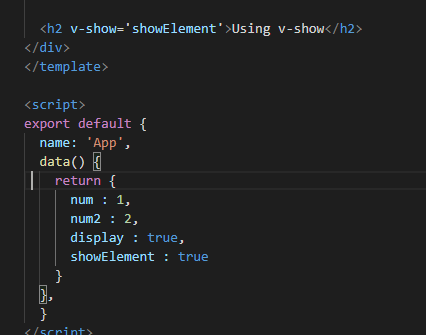 <h2 v-show='showElement'>Using v-show</h2>
</div>
</template>
<script>
export default {
name: 'App',
data() {
return {
num : 1,
num2 : 2,
display : true,
showElement : true
}
},
}
</script>